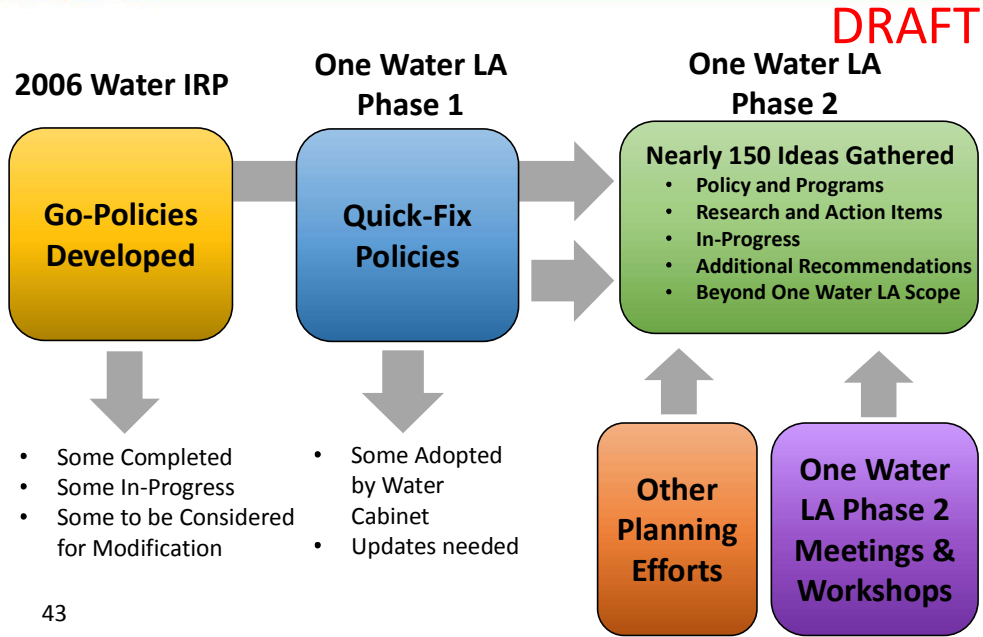 DRAFT
2006 Water IRP
One Water LA
Phase 1
One Water LA
Phase 2
Go-Policies
Developed
Quick-Fix
Policies
Nearly 150 Ideas Gathered
• Policy and Programs
• Research and Action Items
• In-Progress
• Additional Recommendations
• Beyond One Water LA Scope
• Some Completed
• Some In-Progress
• Some to be Considered
for Modification
• Some Adopted
by Water
Cabinet
• Updates needed
Other
Planning
Efforts
One Water
LA Phase 2
Meetings &
Workshops
43